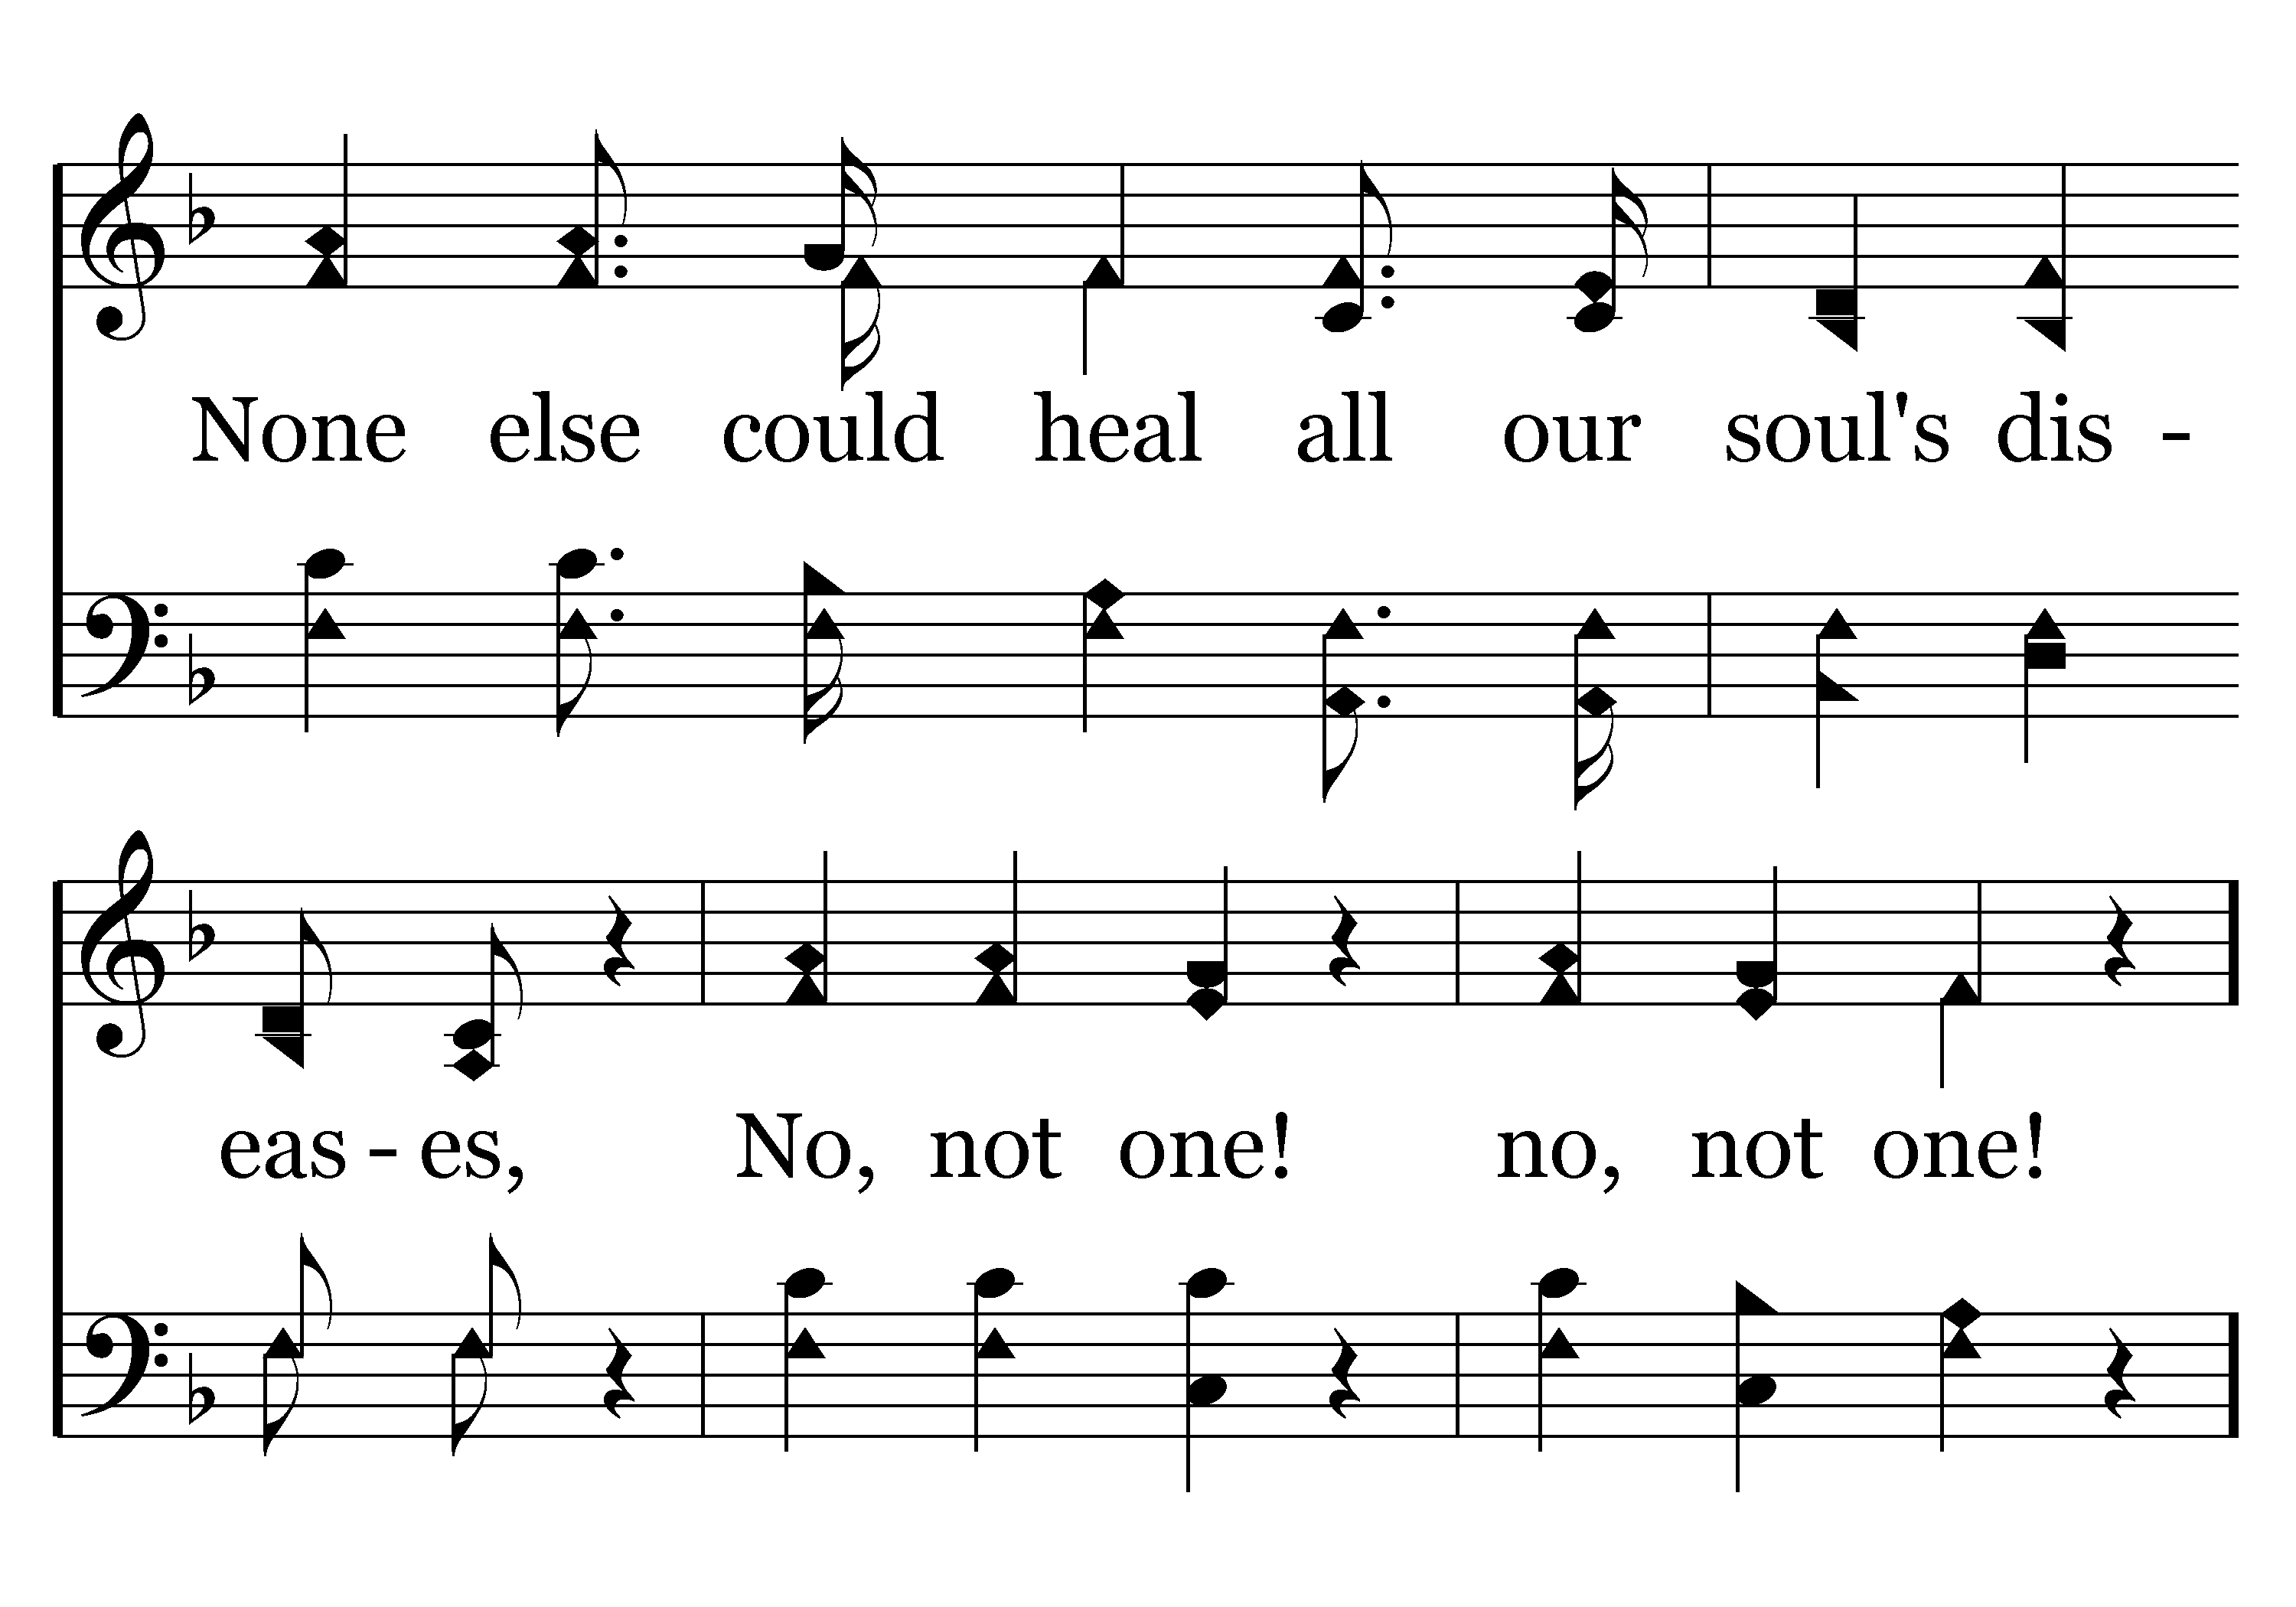 None else could heal all our soul's dis -
eas - es, No, not one! no, not one!